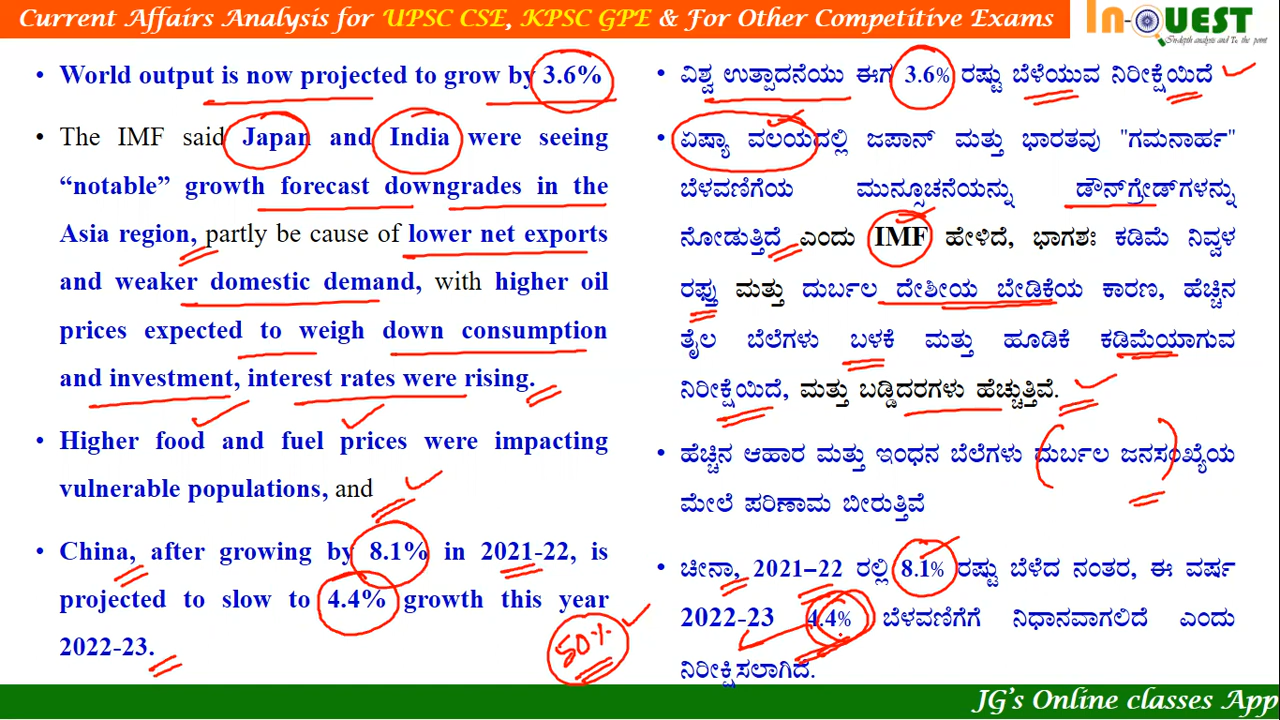 Current Affairs Analysis for UPSC CSE, KPSC GPE & For Other Competitive Exams
In-QUEST
In-depth analysis and To the point
• World output is now projected to grow by 3.6%
• The IMF said Japan and India were seeing
“notable” growth forecast downgrades in the
Asia region, partly be cause of lower net exports
and weaker domestic demand, with higher oil
prices expected to weigh down consumption
and investment, interest rates were rising.
• Higher food and fuel prices were impacting
vulnerable populations, and
• China, after growing by 8.1% in 2021-22, is
projected to slow to 4.4% growth this year
2022-23.
50%
• ವಿಶ್ವ ಉತ್ಪಾದನೆಯು ಈಗ 3.6% ರಷ್ಟು ಬೆಳೆಯುವ ನಿರೀಕ್ಷೆಯಿದೆ
• ಏಷ್ಯಾ ವಲಯದಲ್ಲಿ ಜಪಾನ್ ಮತ್ತು ಭಾರತವು "ಗಮನಾರ್ಹ"
ಬೆಳವಣಿಗೆಯ ಮುನ್ಸೂಚನೆಯನ್ನು ಡೌನ್‌ಗ್ರೇಡ್‌ಗಳನ್ನು
ನೋಡುತ್ತಿದೆ ಎಂದು IMF ಹೇಳಿದೆ, ಭಾಗಶಃ ಕಡಿಮೆ ನಿವ್ವಳ
ರಫ್ತು ಮತ್ತು ದುರ್ಬಲ ದೇಶೀಯ ಬೇಡಿಕೆಯ ಕಾರಣ, ಹೆಚ್ಚಿನ
ತೈಲ ಬೆಲೆಗಳು ಬಳಕೆ ಮತ್ತು ಹೂಡಿಕೆ ಕಡಿಮೆಯಾಗುವ
ನಿರೀಕ್ಷೆಯಿದೆ, ಮತ್ತು ಬಡ್ಡಿದರಗಳು ಹೆಚ್ಚುತ್ತಿವೆ.
• ಹೆಚ್ಚಿನ ಆಹಾರ ಮತ್ತು ಇಂಧನ ಬೆಲೆಗಳು ದುರ್ಬಲ ಜನಸಂಖ್ಯೆಯ
ಮೇಲೆ ಪರಿಣಾಮ ಬೀರುತ್ತಿವೆ
• ಚೀನಾ, 2021–22 ರಲ್ಲಿ 8.1% ರಷ್ಟು ಬೆಳೆದ ನಂತರ, ಈ ವರ್ಷ
2022-23 4.4% ಬೆಳವಣಿಗೆಗೆ ನಿಧಾನವಾಗಲಿದೆ ಎಂದು
ನಿರೀಕ್ಷಿಸಲಾಗಿದೆ.
JG's Online classes App